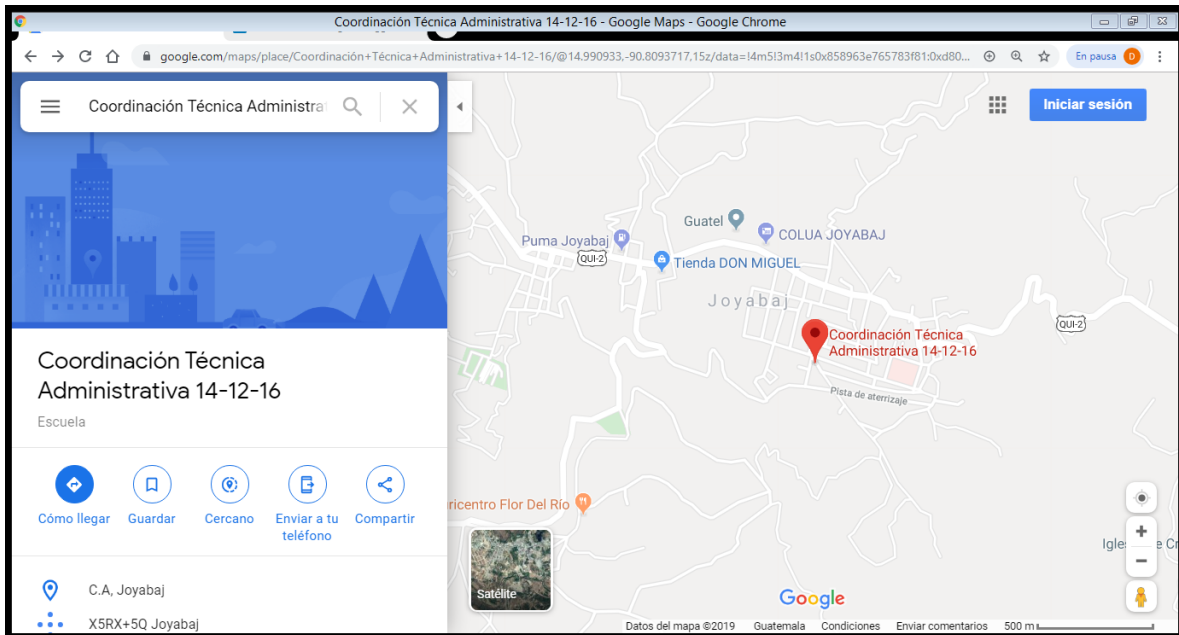 Coordinación Técnica Administrativa 14-12-16 - Google Maps - Google Chrome
google.com/maps/place/Coordinación+Técnica+Administrativa+14-12-16/@14.990933,-90.8093717,15z/data=!4m5!3m4!1s0x858963e765783f81:0xd80...
En pausa
D
Coordinación Técnica Administra
Iniciar sesión
Guatel
COLUA JOYABAJ
Puma Joyabaj
QUI-2
Tienda DON MIGUEL
Joyabaj
QUI-2
Coordinación Técnica
Administrativa 14-12-16
Pista de aterrizaje
Coordinación Técnica
Administrativa 14-12-16
Escuela
Cómo llegar
Guardar
Cercano
Enviar a tu
teléfono
Compartir
ricentro Flor Del Río
Satélite
C.A, Joyabaj
X5RX+5Q Joyabaj
Google
Datos del mapa ©2019 Guatemala Condiciones Enviar comentarios 500 m